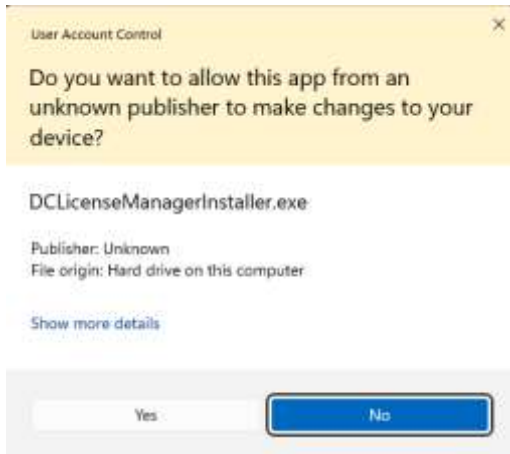 User Account Control
Do you want to allow this app from an
unknown publisher to make changes to your
device?
DCLicenseManagerInstaller.exe
Publisher: Unknown
File origin: Hard drive on this computer
Show more details
Yes
No